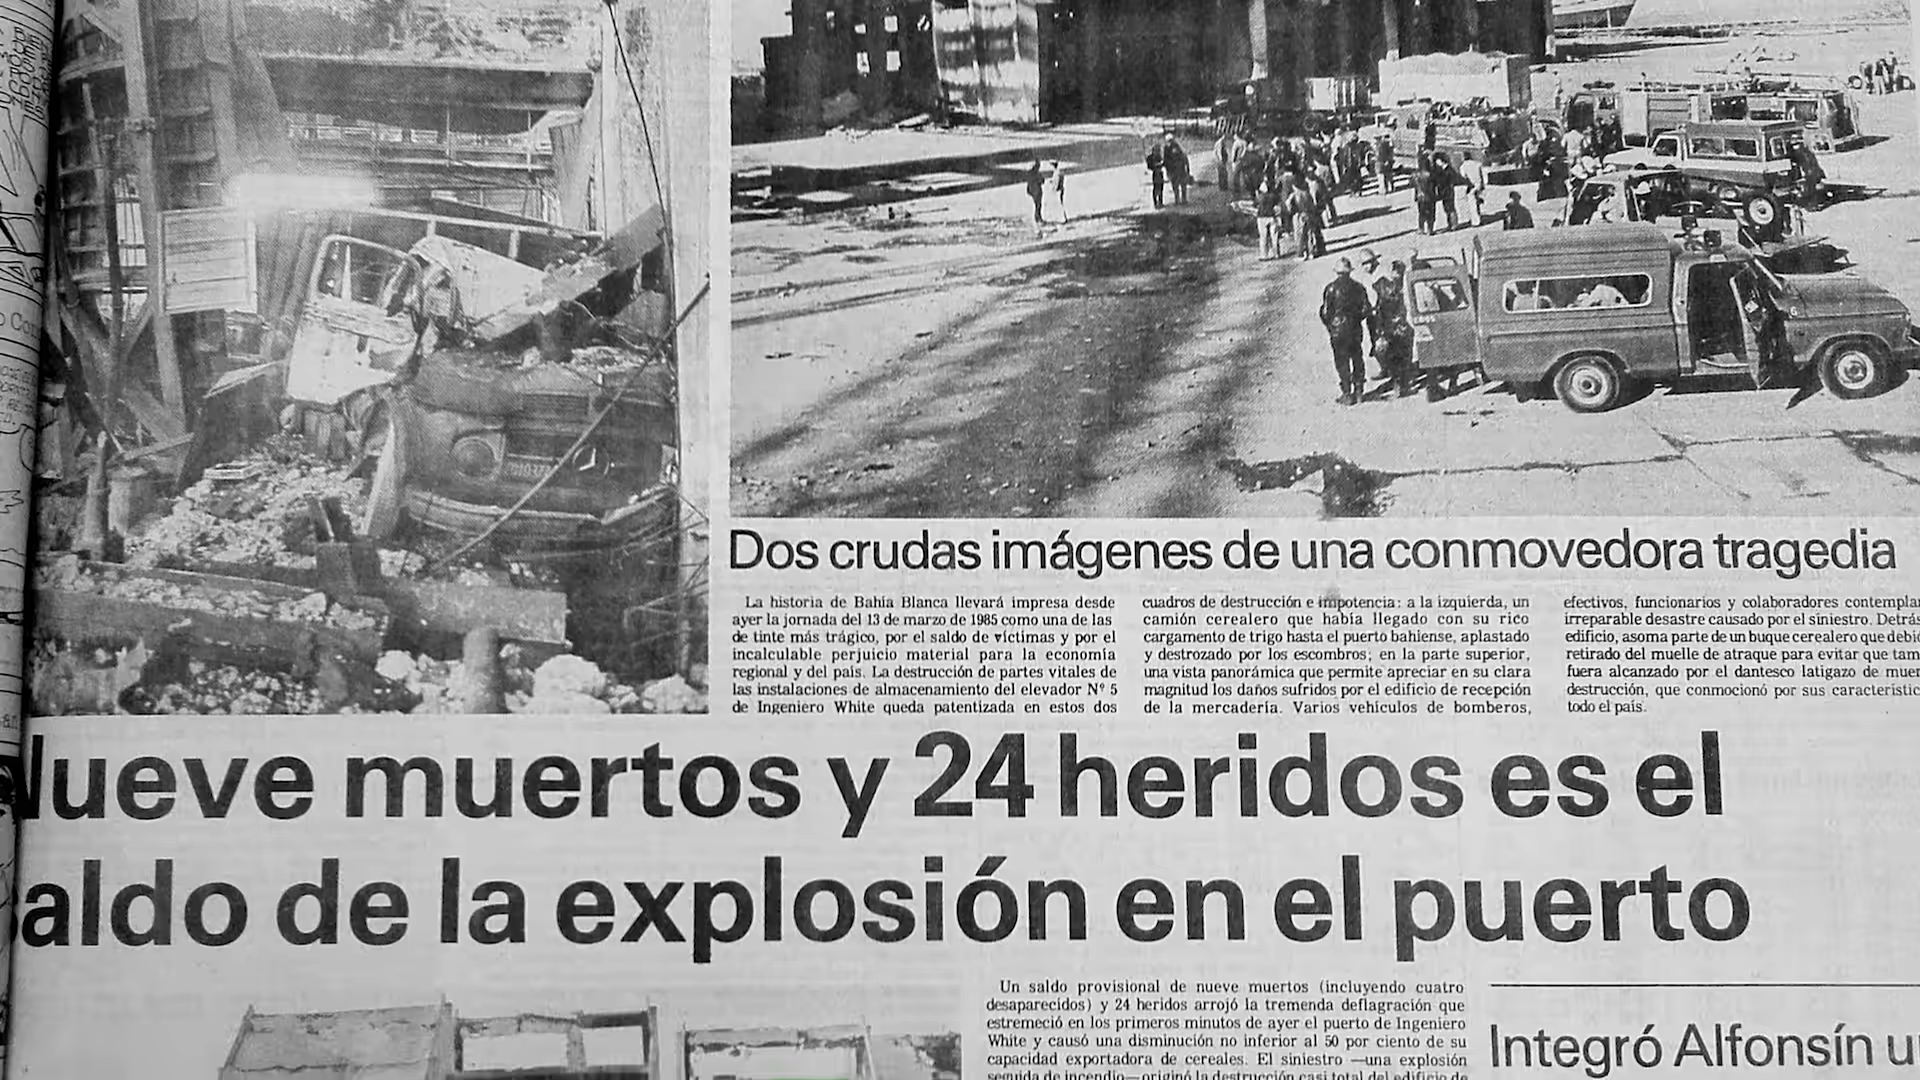 Dos crudas imágenes de una conmovedora tragedia
La historia de Bahía Blanca llevará impresa desde
ayer la jornada del 13 de marzo de 1985 como una de las
de tinte más trágico, por el saldo de víctimas y por el
incalculable perjuicio material para la economía
regional y del país. La destrucción de partes vitales de
las instalaciones de almacenamiento del elevador Nº 5
de Ingeniero White queda patentizada en estos dos
cuadros de destrucción e impotencia: a la izquierda, un
camión cerealero que había llegado con su rico
cargamento de trigo hasta el puerto bahiense, aplastado
y destrozado por los escombros; en la parte superior,
una vista panorámica que permite apreciar en su clara
magnitud los daños sufridos por el edificio de recepción
de la mercadería. Varios vehículos de bomberos,
efectivos, funcionarios y colaboradores contemplan
irreparable desastre causado por el siniestro. Detrás
edificio, asoma parte de un buque cerealero que debió
retirado del muelle de atraque para evitar que tam
fuera alcanzado por el dantesco latigazo de muer
destrucción, que conmocionó por sus característic
todo el país.
Nueve muertos y 24 heridos es el
saldo de la explosión en el puerto
Un saldo provisional de nueve muertos (incluyendo cuatro
desaparecidos) y 24 heridos arrojó la tremenda deflagración que
estremeció en los primeros minutos de ayer el puerto de Ingeniero
White y causó una disminución no inferior al 50 por ciento de su
capacidad exportadora de cereales. El siniestro —una explosión
seguida de incendio— originó la destrucción casi total del edificio de
Integró Alfonsín u